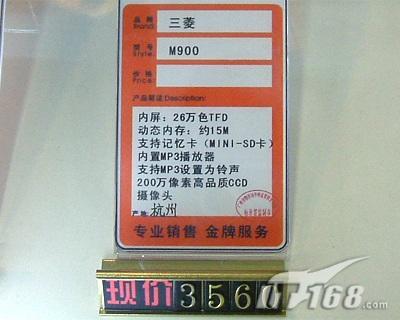 品牌 三菱
Brand:
型号 M900
Style:
价格
Price:
产品简述:Description:
内屏：26万色TFD
动态内存：约15M
支持记忆卡（MINI-SD卡）
内置MP3播放器
支持MP3设置为铃声
200万像素高品质CCD
摄像头
产地: 杭州
专业销售 金牌服务
现价 356
IT168.com